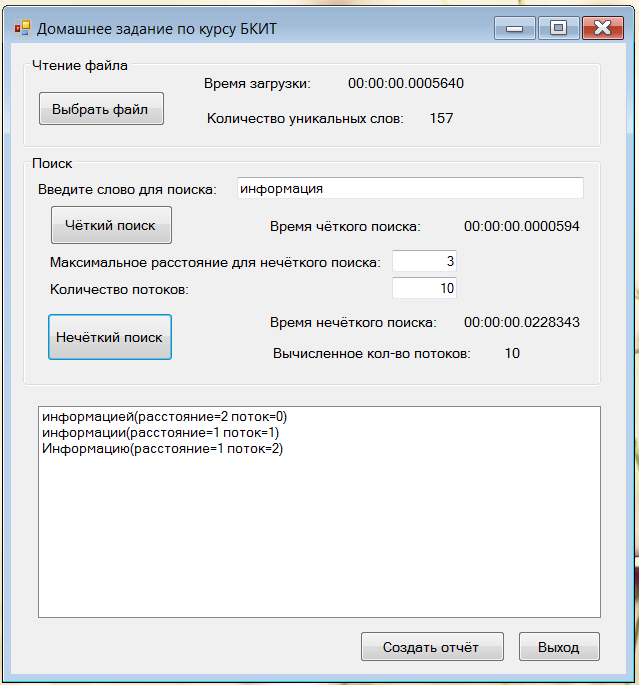 Домашнее задание по курсу БКИТ
Чтение файла
Выбрать файл
Время загрузки: 00:00:00.0005640
Количество уникальных слов: 157
Поиск
Введите слово для поиска: информация
Чёткий поиск Время чёткого поиска: 00:00:00.0000594
Максимальное расстояние для нечёткого поиска: 3
Количество потоков: 10
Нечёткий поиск Время нечёткого поиска: 00:00:00.0228343
Вычисленное кол-во потоков: 10
информацией(расстояние=2 поток=0)
информации(расстояние=1 поток=1)
Информацию(расстояние=1 поток=2)
Создать отчёт Выход